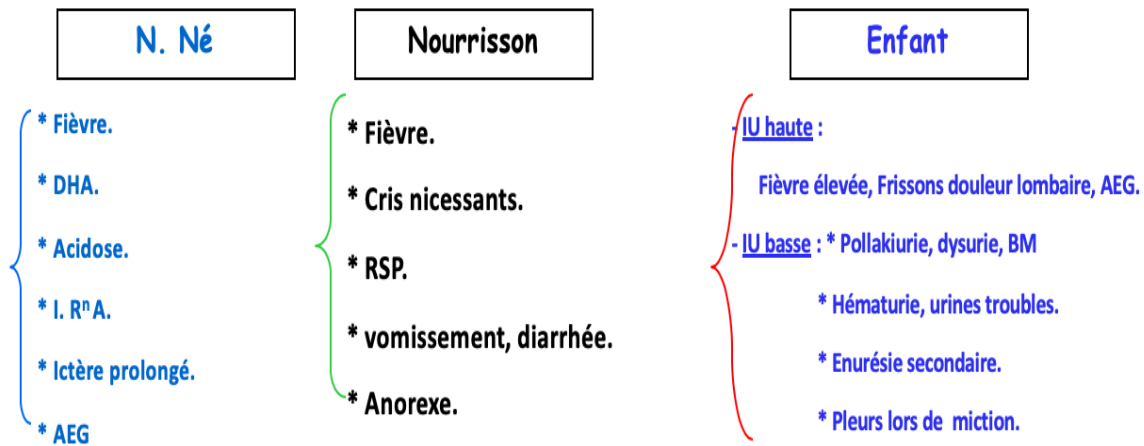 N. Né
* Fièvre.
* DHA.
* Acidose.
* I. Rⁿ A.
* Ictère prolongé.
* AEG
Nourrisson
* Fièvre.
* Cris nicessants.
* RSP.
* vomissement, diarrhée.
* Anorexe.
Enfant
- IU haute :
Fièvre élevée, Frissons douleur lombaire, AEG.
- IU basse : * Pollakiurie, dysurie, BM
* Hématurie, urines troubles.
* Enurésie secondaire.
* Pleurs lors de miction.